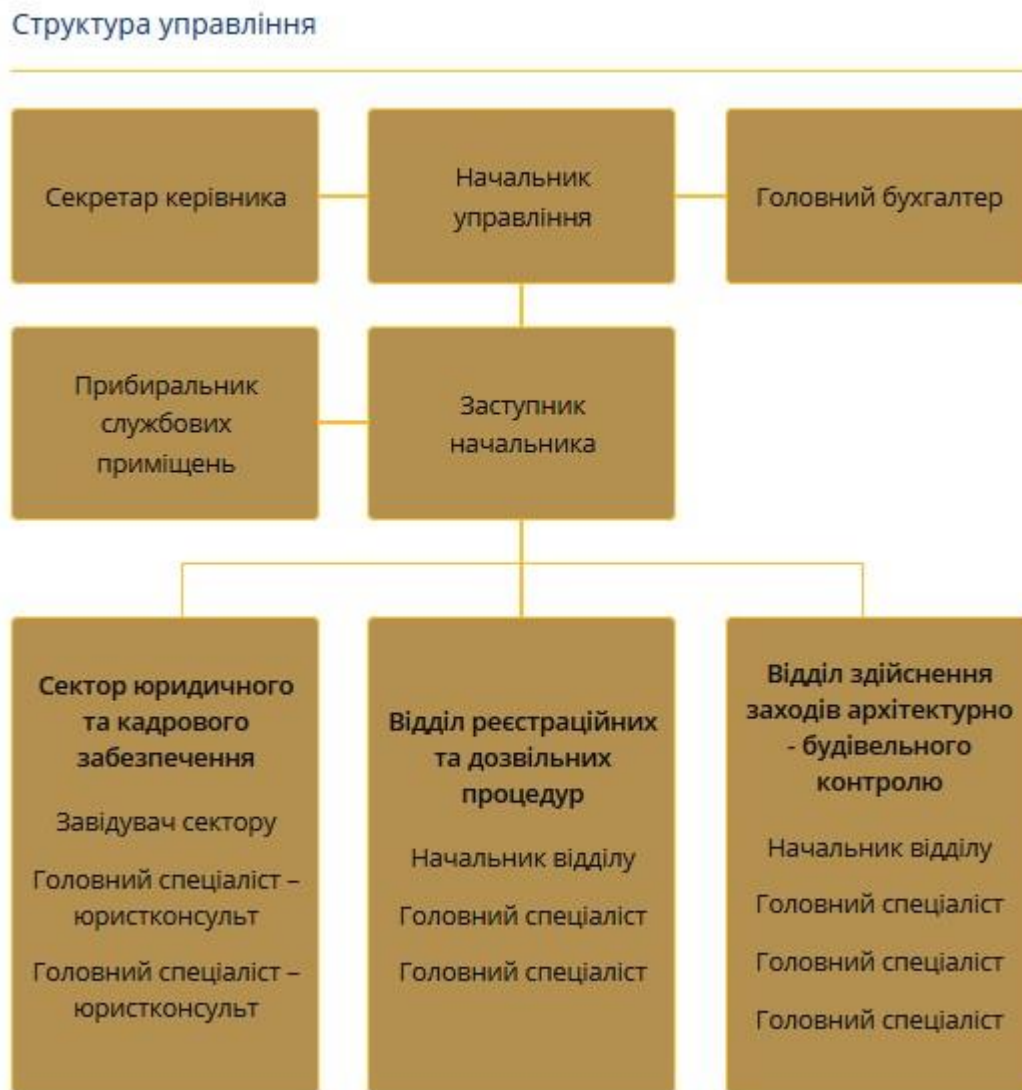 Структура управління
Секретар керівника
Начальник
управління
Головний бухгалтер
Прибиральник
службових
приміщень
Заступник
начальника
Сектор юридичного
та кадрового
забезпечення
Завідувач сектору
Головний спеціаліст –
юристконсульт
Головний спеціаліст –
юристконсульт
Відділ реєстраційних
та дозвільних
процедур
Начальник відділу
Головний спеціаліст
Головний спеціаліст
Відділ здійснення
заходів архітектурно
- будівельного
контролю
Начальник відділу
Головний спеціаліст
Головний спеціаліст
Головний спеціаліст